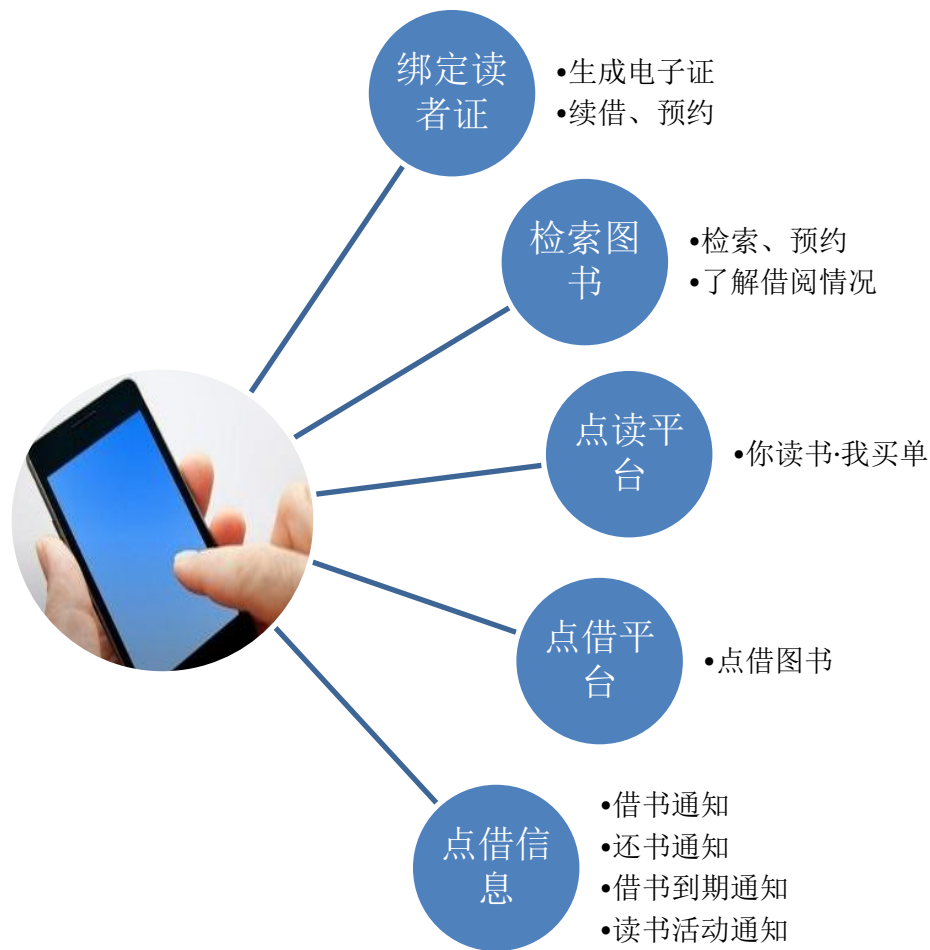 绑定读
者证
•生成电子证
•续借、预约
检索图
书
•检索、预约
•了解借阅情况
点读平
台
•你读书·我买单
点借平
台
•点借图书
点借信
息
•借书通知
•还书通知
•借书到期通知
•读书活动通知